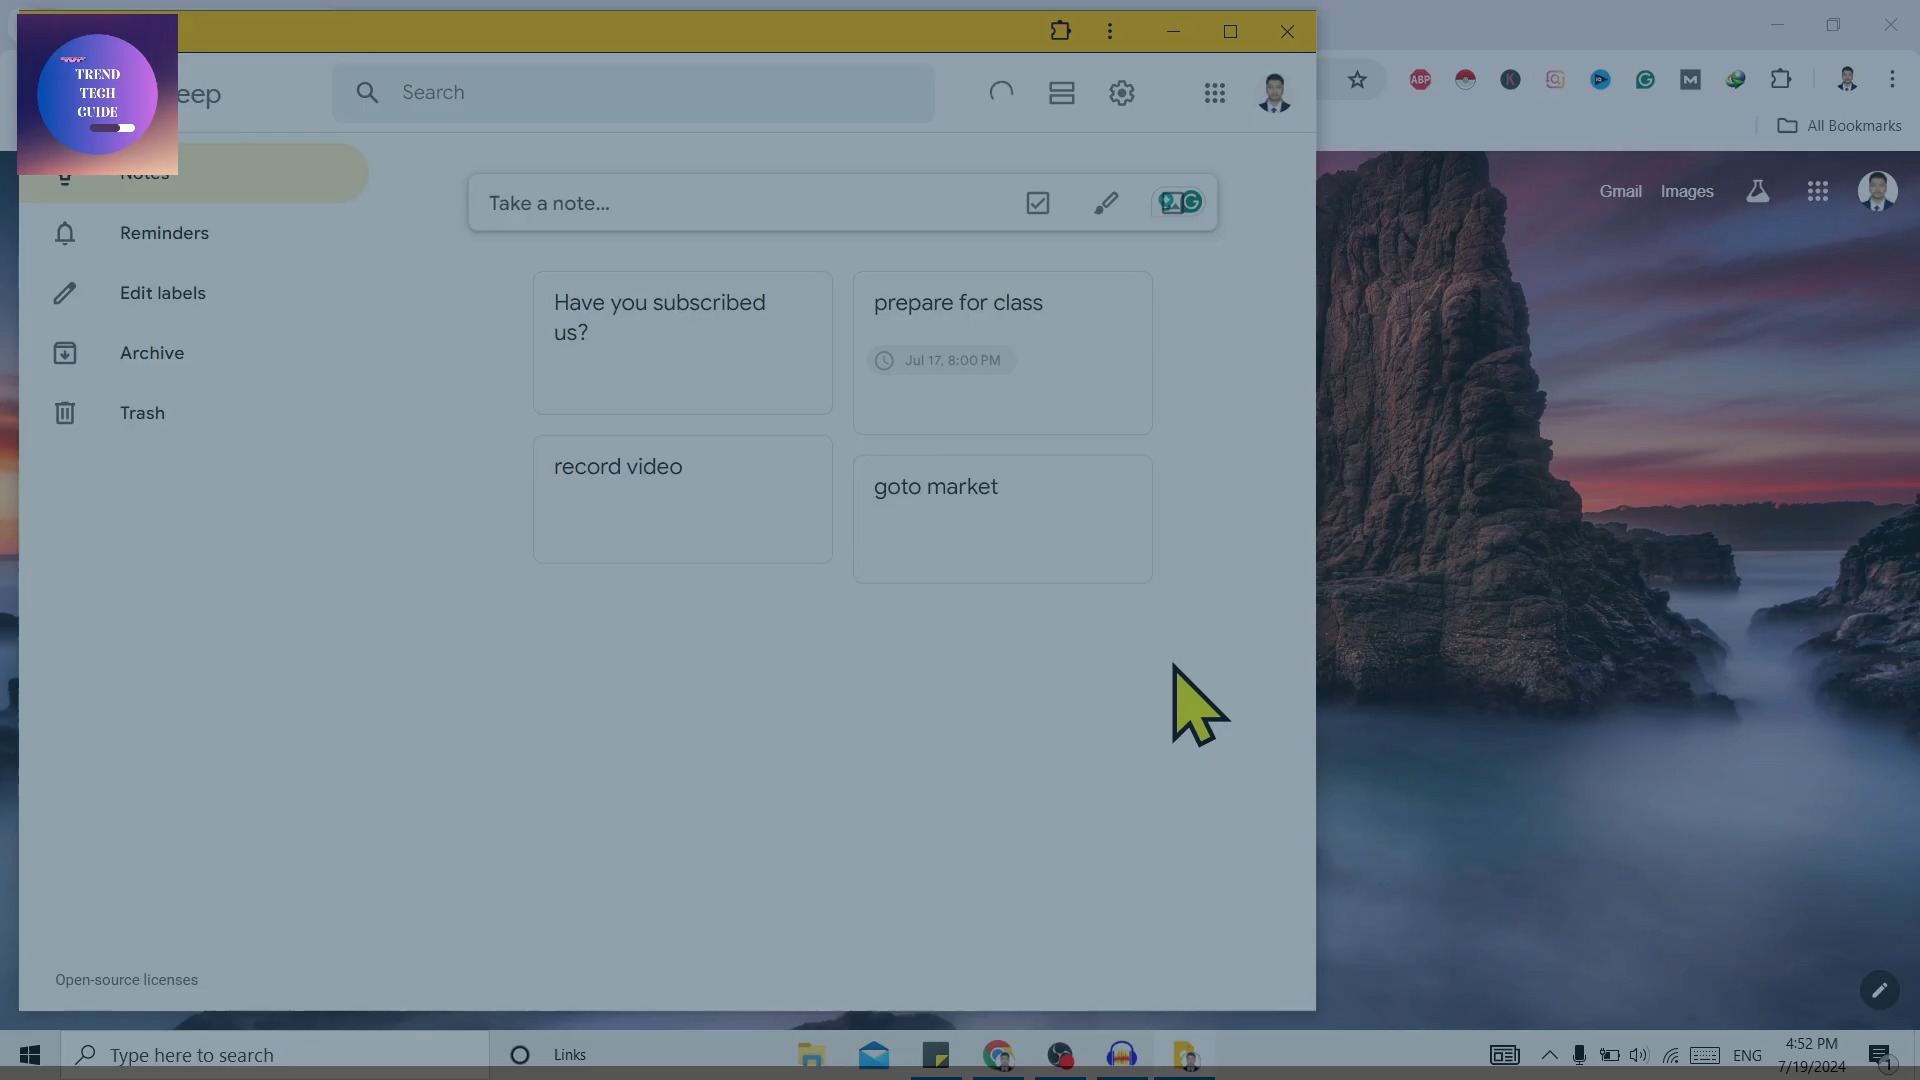 TREND
TECH
GUIDE
eep
Search
ABP
All Bookmarks
Notes
Reminders
Edit labels
Archive
Trash
Take a note...
Gmail
Images
Have you subscribed
us?
prepare for class
Jul 17, 8:00 PM
record video
goto market
Open-source licenses
Type here to search
Links
ENG
4:52 PM
7/19/2024
1